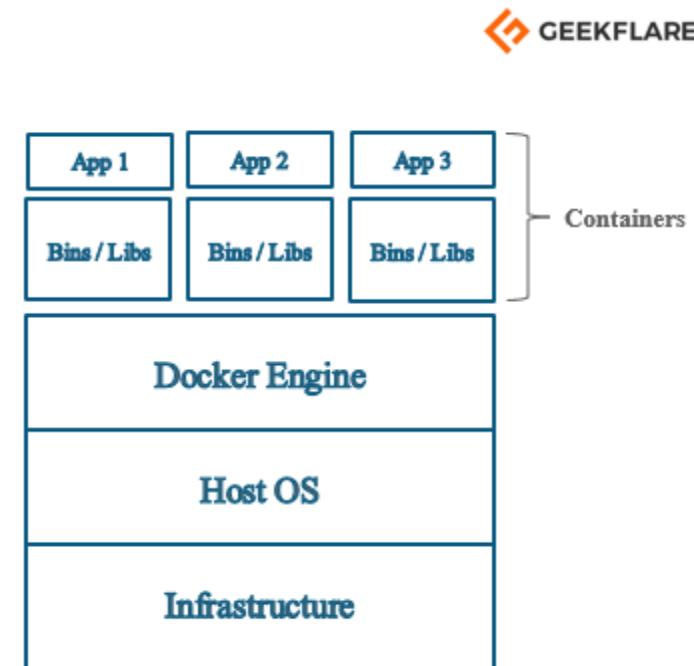 GEEKFLARE
App 1
App 2
App 3
Containers
Bins / Libs
Bins / Libs
Bins / Libs
Docker Engine
Host OS
Infrastructure